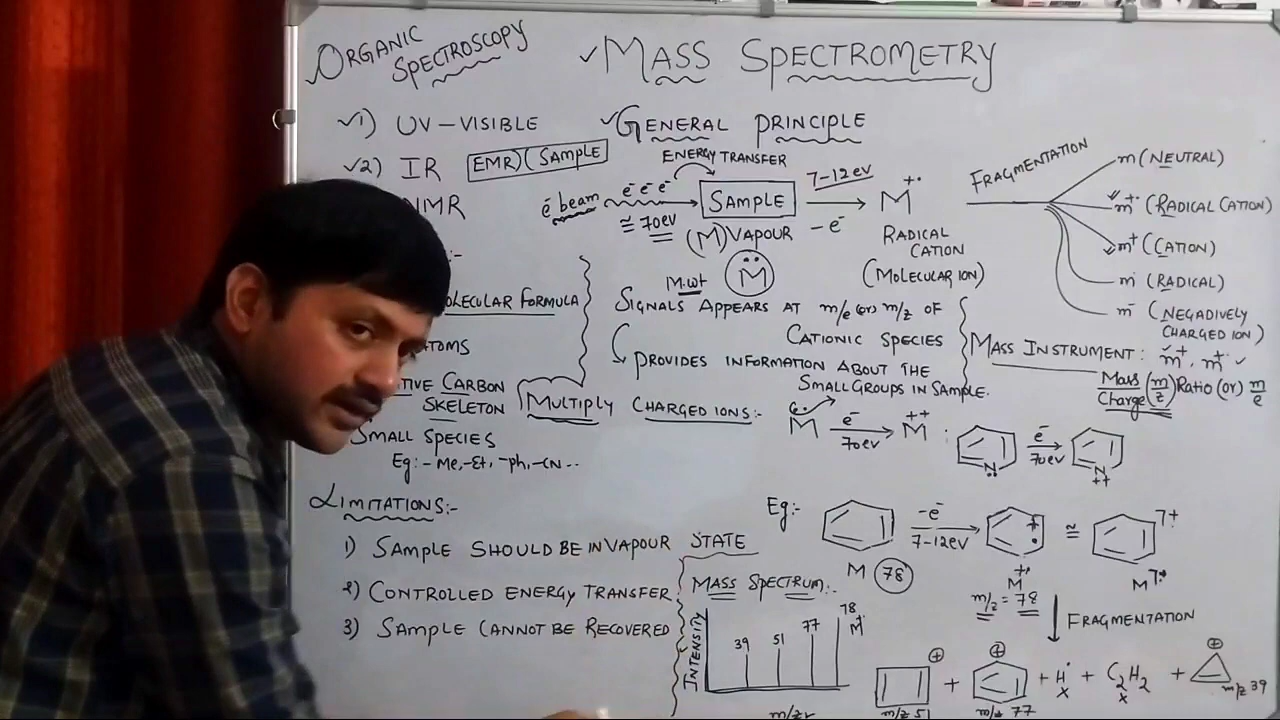 ORGANIC
SPECTROSCOPY
✓MASS SPECTROMETRY
✓1) UV-VISIBLE
✓2) IR
EMR)(SAMPLE
NMR
:-
OLECULAR FORMULA
ATOMS
TIVE CARBON
SKELETON
SMALL SPECIES
Eg:- Me, -Et, -Ph, -CN--
LIMITATIONS:-
1) SAMPLE SHOULD BE IN VAPOUR STATE
2) CONTROLLED ENERGY TRANSFER
3) SAMPLE CANNOT BE RECOVERED
✓GENERAL PRINCIPLE
ENERGY TRANSFER
e⁻ beam e⁻ e⁻ e⁻
≅ 70ev
SAMPLE
(M) VAPOUR
7-12ev
-e⁻
M+•
RADICAL
CATION
(MOLECULAR ION)
FRAGMENTATION
m (NEUTRAL)
m+• (RADICAL CATION)
m+ (CATION)
m• (RADICAL)
m⁻ (NEGADIVELY
CHARGED ION)
M.wt
M
SIGNALS APPEARS AT m/e (or) m/z OF
CATIONIC SPECIES
PROVIDES INFORMATION ABOUT THE
SMALL GROUPS IN SAMPLE.
MASS INSTRUMENT: m+, m+•
Mass
Charge (m/z) Ratio (or) m/e
MULTIPLY CHARGED IONS:-
M e⁻ 70ev M++ :
N e⁻ 70ev N++
Eg:-
-e⁻
7-12ev
≅
7+
M 78
M+•
M7+•
m/z = 78
FRAGMENTATION
MASS SPECTRUM:-
INTENSITY
39
51
77
78
M+•
m/z
+ + H• + C2H2 +
x x
m/z 51
m/z 77
m/z 39